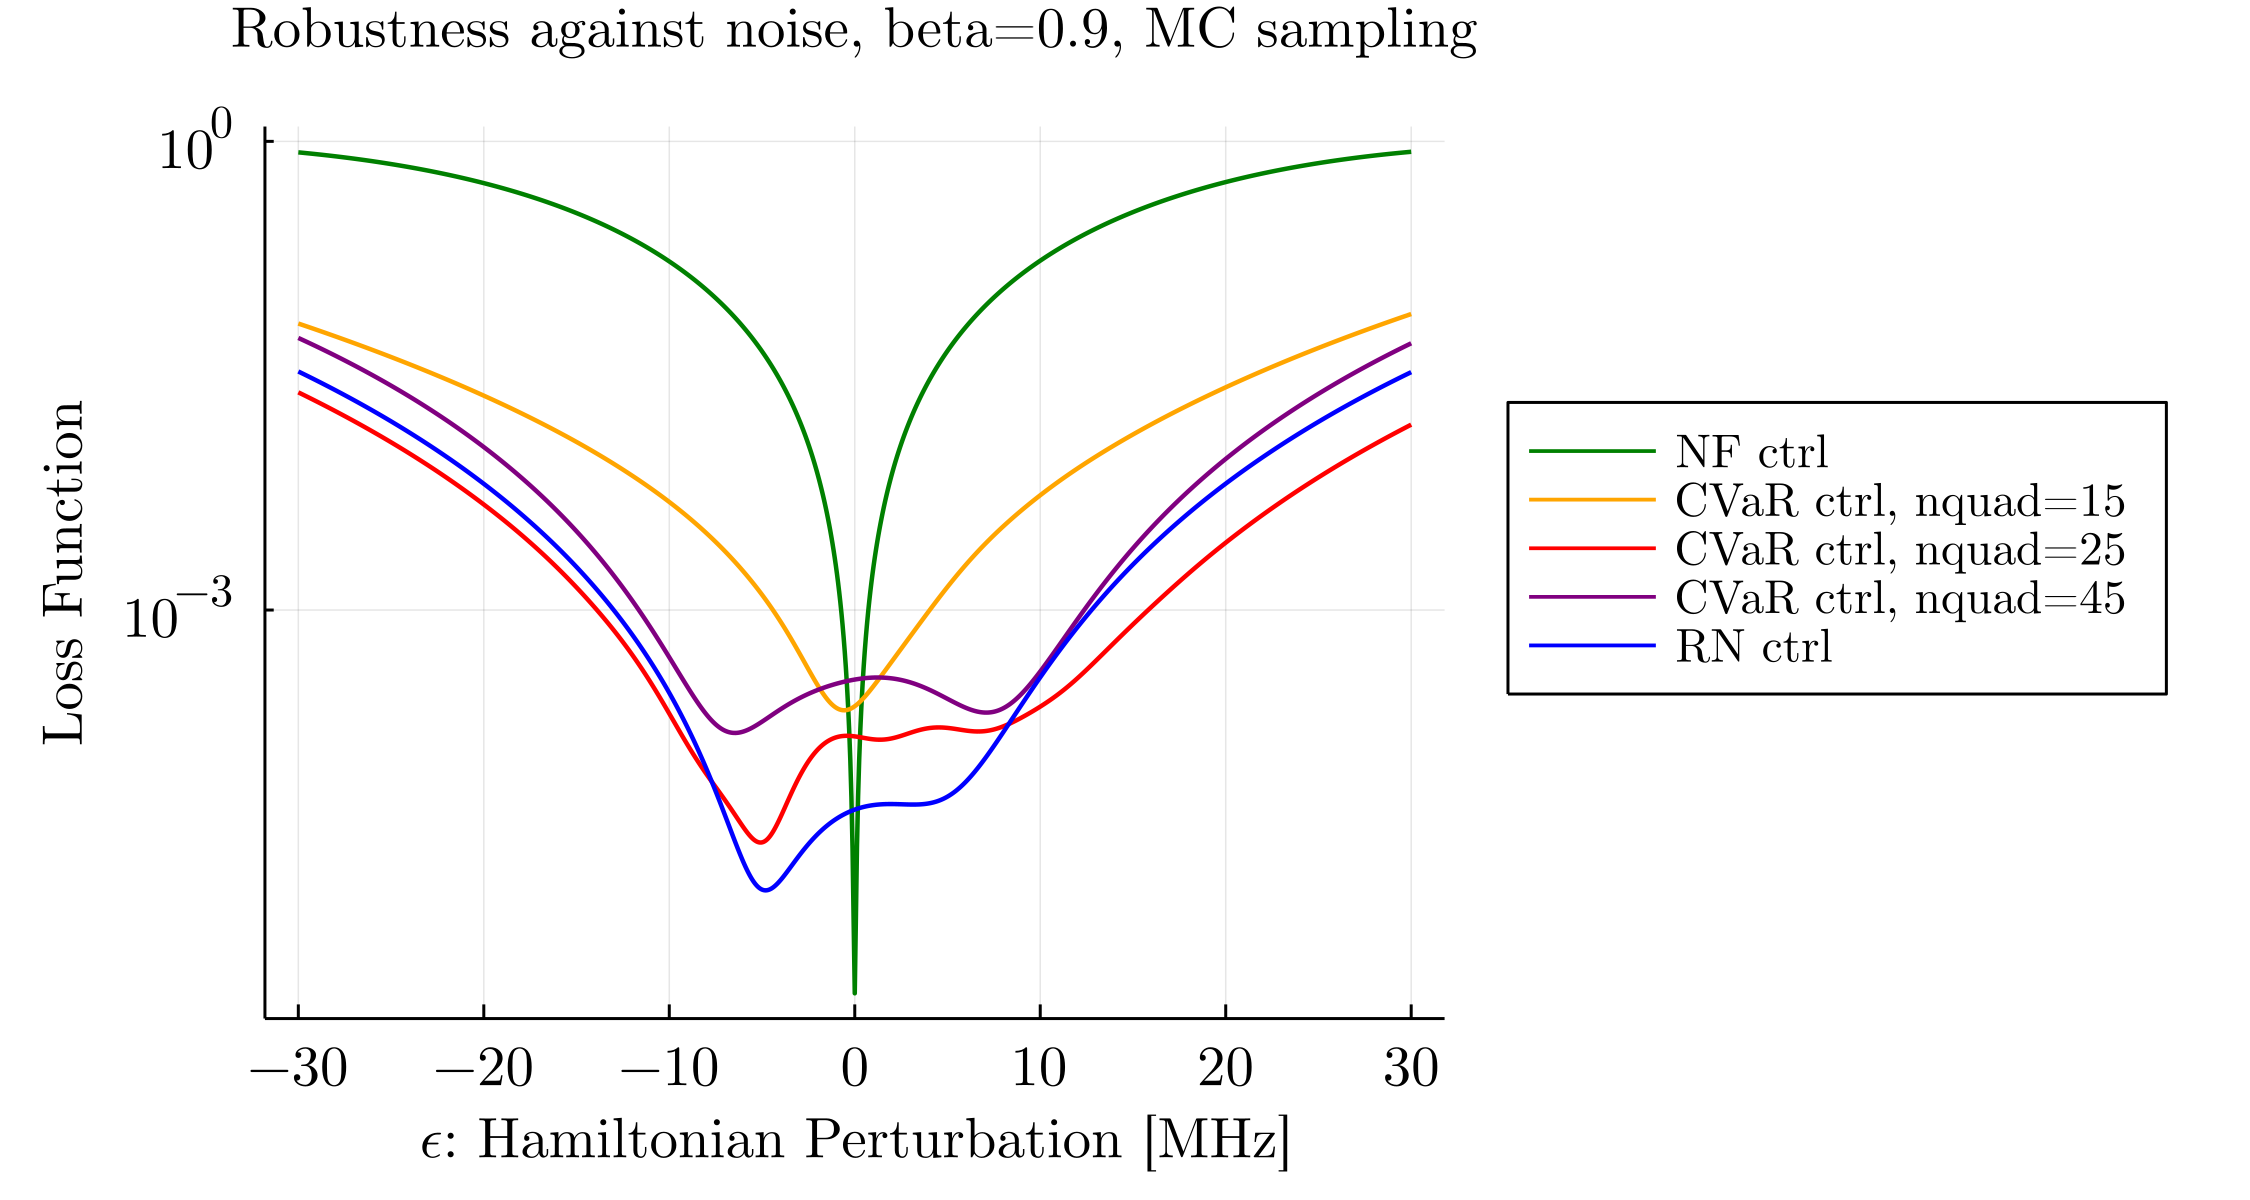 Robustness against noise, beta=0.9, MC sampling
10^0
10^−3
Loss Function
−30 −20 −10 0 10 20 30
ϵ: Hamiltonian Perturbation [MHz]
NF ctrl
CVaR ctrl, nquad=15
CVaR ctrl, nquad=25
CVaR ctrl, nquad=45
RN ctrl